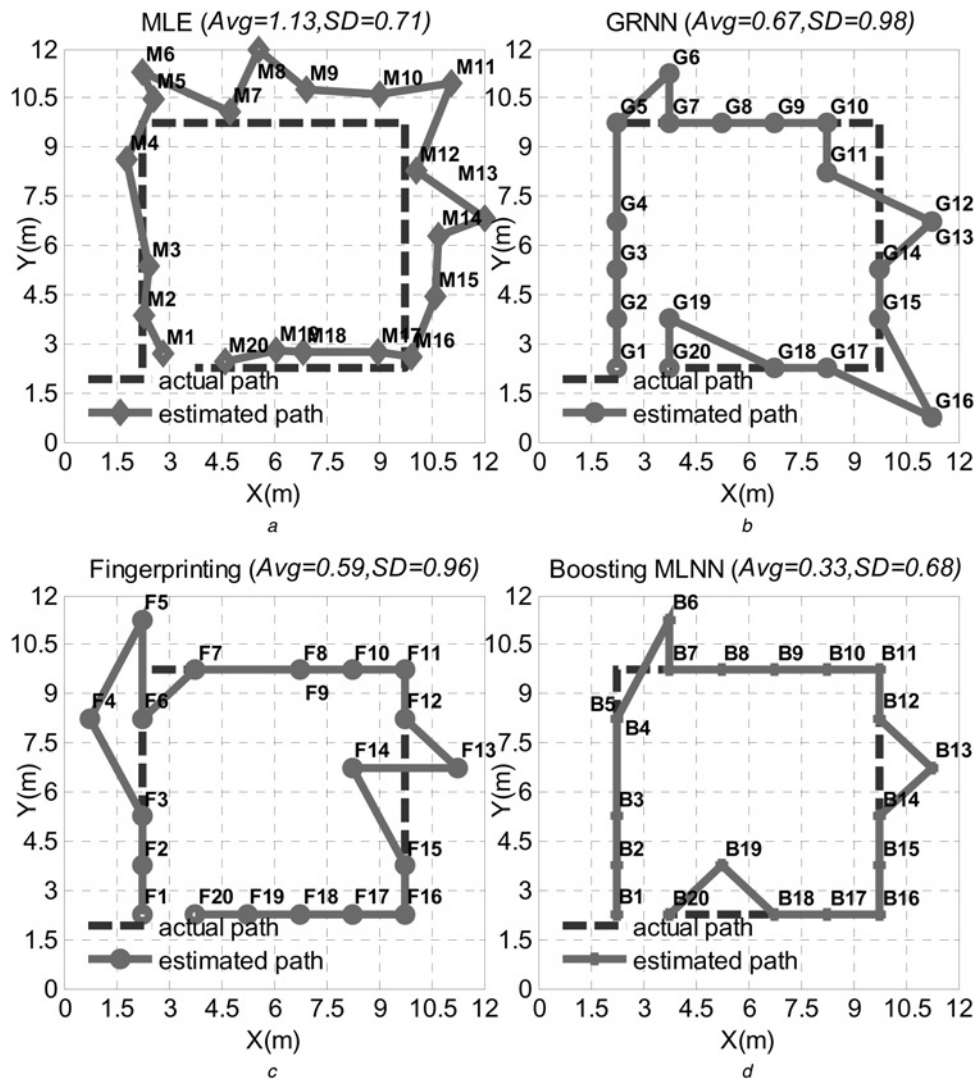 MLE (Avg=1.13,SD=0.71)
12
10.5
9
7.5
6
4.5
3
1.5
0
Y(m)
M6
M5
M4
M3
M2
M1
M7
M8
M9
M10
M11
M12
M13
M14
M15
M16
M17
M18
M19
M20
actual path
estimated path
0 1.5 3 4.5 6 7.5 9 10.5 12
X(m)
a
GRNN (Avg=0.67,SD=0.98)
12
10.5
9
7.5
6
4.5
3
1.5
0
Y(m)
G6
G5 G7 G8 G9 G10
G11
G4
G12
G13
G3
G14
G2
G19
G15
G1
G20
G18 G17
G16
actual path
estimated path
0 1.5 3 4.5 6 7.5 9 10.5 12
X(m)
b
Fingerprinting (Avg=0.59,SD=0.96)
12
10.5
9
7.5
6
4.5
3
1.5
0
Y(m)
F5
F7 F8 F10 F11
F9
F4 F6
F12
F14 F13
F3
F2
F15
F1 F20 F19 F18 F17 F16
actual path
estimated path
0 1.5 3 4.5 6 7.5 9 10.5 12
X(m)
c
Boosting MLNN (Avg=0.33,SD=0.68)
12
10.5
9
7.5
6
4.5
3
1.5
0
Y(m)
B6
B7 B8 B9 B10 B11
B5
B4
B12
B13
B3
B14
B2
B19
B15
B1 B20 B18 B17 B16
actual path
estimated path
0 1.5 3 4.5 6 7.5 9 10.5 12
X(m)
d